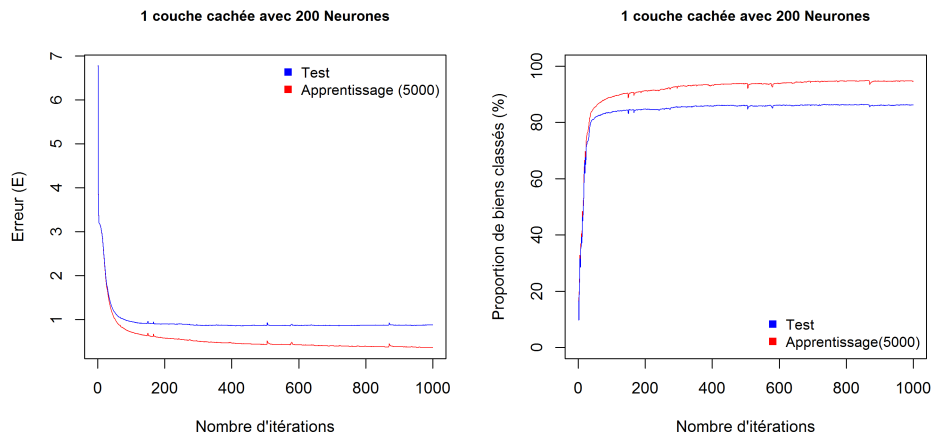 1 couche cachée avec 200 Neurones
Erreur (E)
7
6
5
4
3
2
1
Test
Apprentissage (5000)
0 200 400 600 800 1000
Nombre d'itérations
1 couche cachée avec 200 Neurones
Proportion de biens classés (%)
100
80
60
40
20
0
Test
Apprentissage(5000)
0 200 400 600 800 1000
Nombre d'itérations